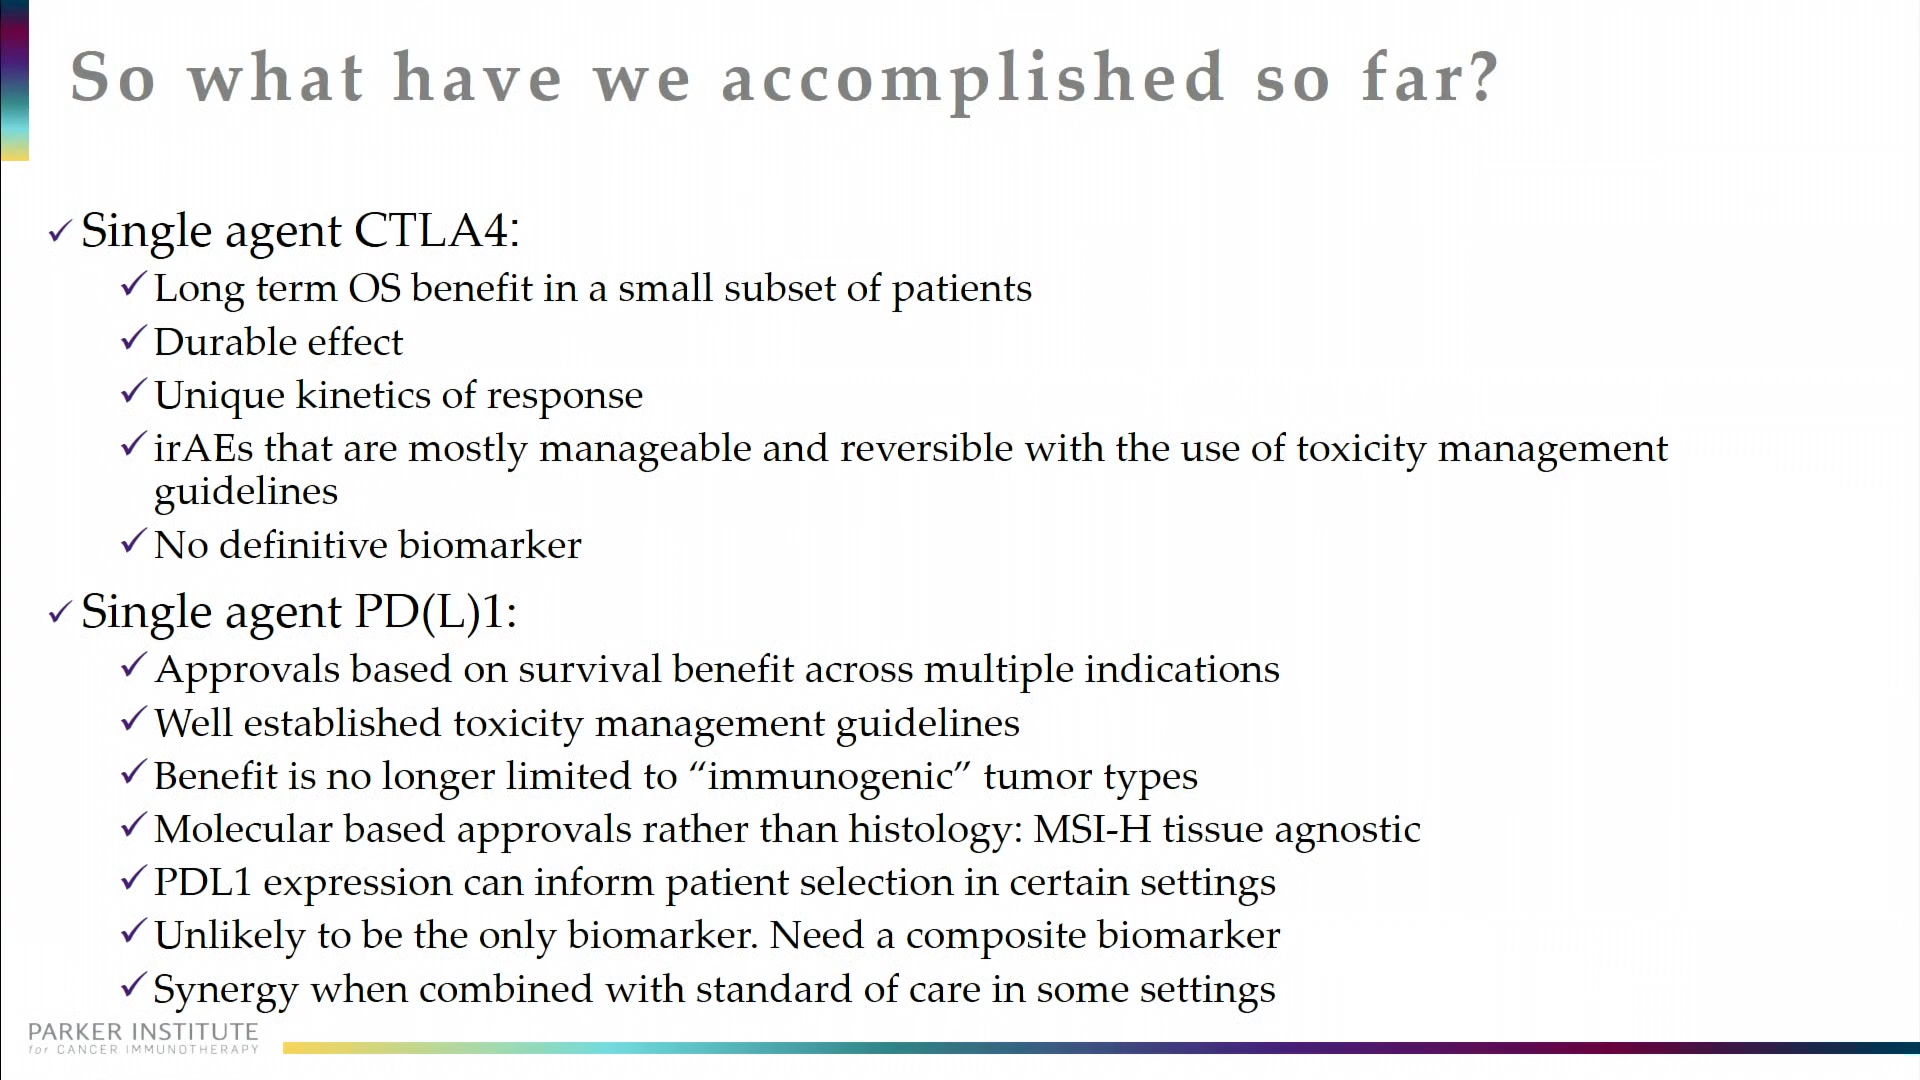 So what have we accomplished so far?
✓ Single agent CTLA4:
✓ Long term OS benefit in a small subset of patients
✓ Durable effect
✓ Unique kinetics of response
✓ irAEs that are mostly manageable and reversible with the use of toxicity management
guidelines
✓ No definitive biomarker
✓ Single agent PD(L)1:
✓ Approvals based on survival benefit across multiple indications
✓ Well established toxicity management guidelines
✓ Benefit is no longer limited to “immunogenic” tumor types
✓ Molecular based approvals rather than histology: MSI-H tissue agnostic
✓ PDL1 expression can inform patient selection in certain settings
✓ Unlikely to be the only biomarker. Need a composite biomarker
✓ Synergy when combined with standard of care in some settings
PARKER INSTITUTE
for CANCER IMMUNOTHERAPY